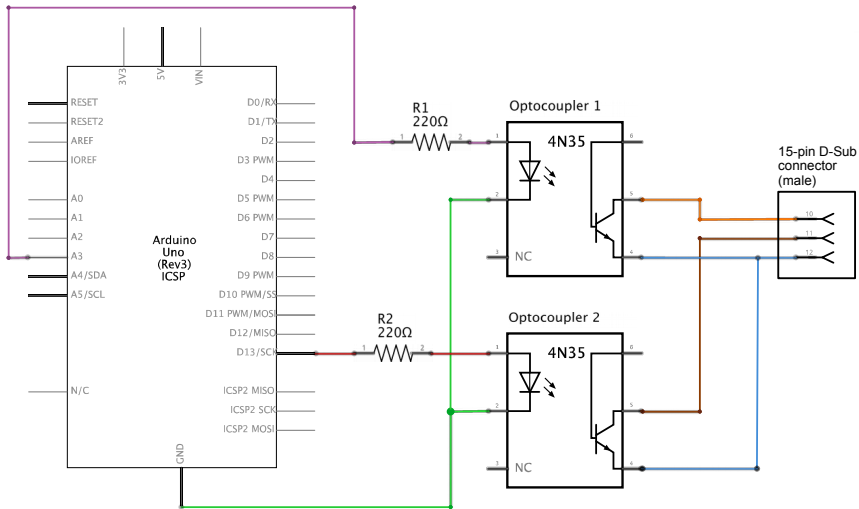 3V3
5V
VIN
RESET
RESET2
AREF
IOREF
A0
A1
A2
A3
A4/SDA
A5/SCL
N/C
Arduino
Uno
(Rev3)
ICSP
D0/RX
D1/TX
D2
D3 PWM
D4
D5 PWM
D6 PWM
D7
D8
D9 PWM
D10 PWM/SS
D11 PWM/MOSI
D12/MISO
D13/SCK
ICSP2 MISO
ICSP2 SCK
ICSP2 MOSI
GND
R1
220Ω
1
2
R2
220Ω
1
2
Optocoupler 1
4N35
1
2
3
NC
6
5
4
Optocoupler 2
4N35
1
2
3
NC
6
5
4
15-pin D-Sub
connector
(male)
10
11
12